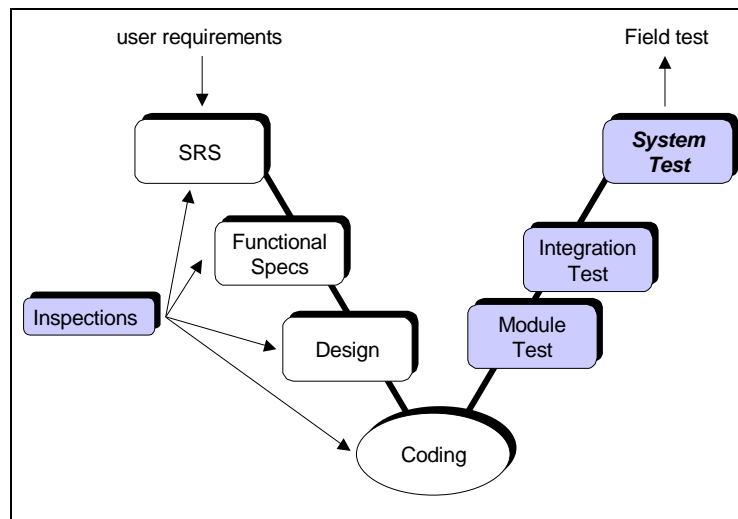 user requirements
Field test
SRS
System
Test
Functional
Specs
Integration
Test
Inspections
Design
Module
Test
Coding